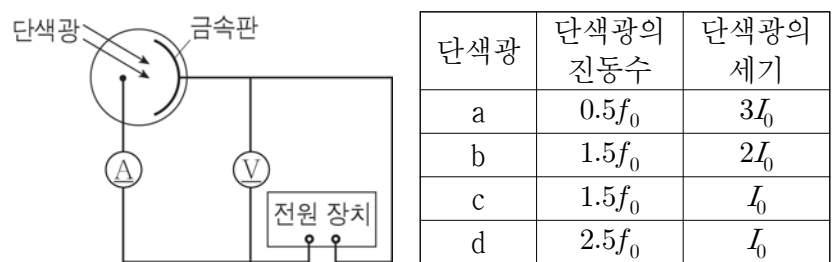 단색광
금속판
A
V
전원 장치
단색광 단색광의 진동수 단색광의 세기
a 0.5f₀ 3I₀
b 1.5f₀ 2I₀
c 1.5f₀ I₀
d 2.5f₀ I₀